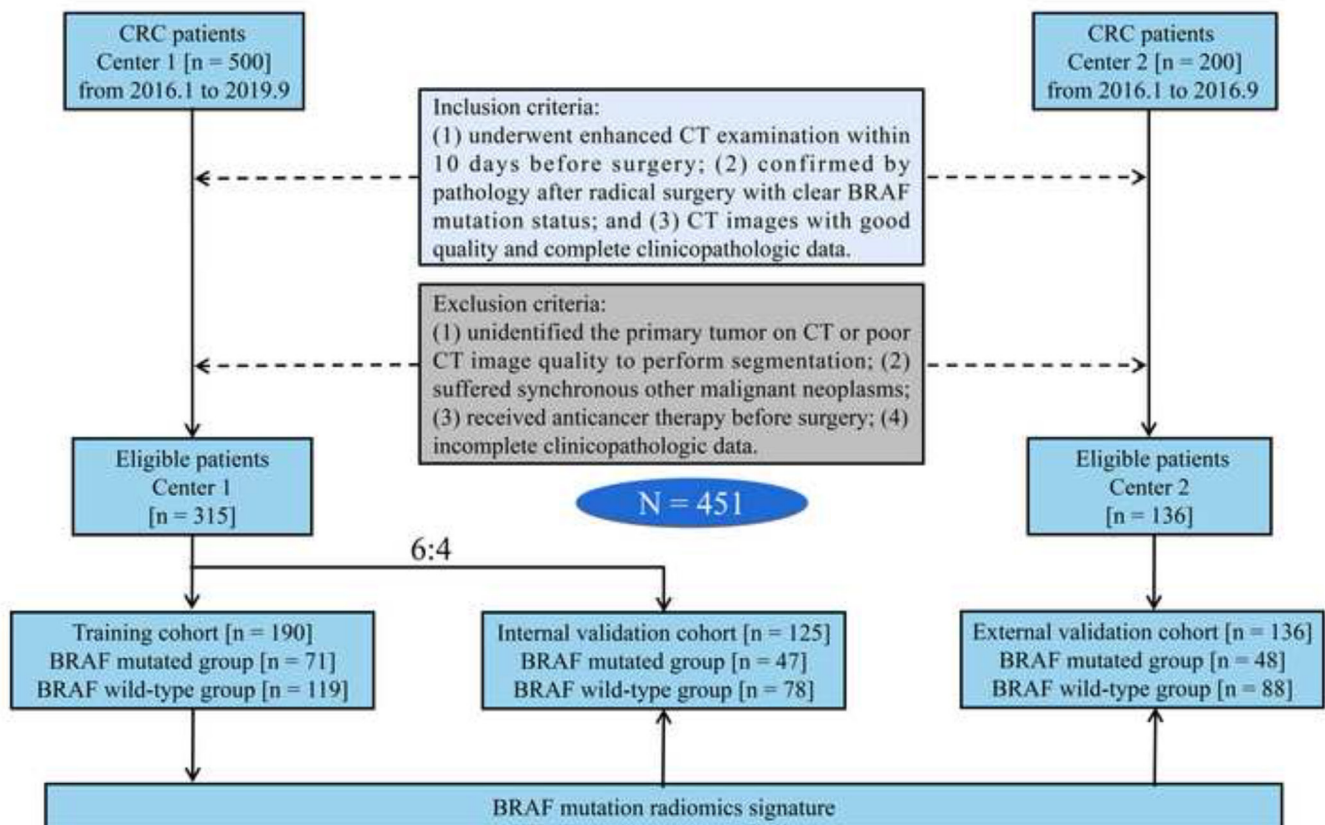 CRC patients
Center 1 [n = 500]
from 2016.1 to 2019.9
CRC patients
Center 2 [n = 200]
from 2016.1 to 2016.9
Inclusion criteria:
(1) underwent enhanced CT examination within
10 days before surgery; (2) confirmed by
pathology after radical surgery with clear BRAF
mutation status; and (3) CT images with good
quality and complete clinicopathologic data.
Exclusion criteria:
(1) unidentified the primary tumor on CT or poor
CT image quality to perform segmentation; (2)
suffered synchronous other malignant neoplasms;
(3) received anticancer therapy before surgery; (4)
incomplete clinicopathologic data.
Eligible patients
Center 1
[n = 315]
N = 451
Eligible patients
Center 2
[n = 136]
6:4
Training cohort [n = 190]
BRAF mutated group [n = 71]
BRAF wild-type group [n = 119]
Internal validation cohort [n = 125]
BRAF mutated group [n = 47]
BRAF wild-type group [n = 78]
External validation cohort [n = 136]
BRAF mutated group [n = 48]
BRAF wild-type group [n = 88]
BRAF mutation radiomics signature